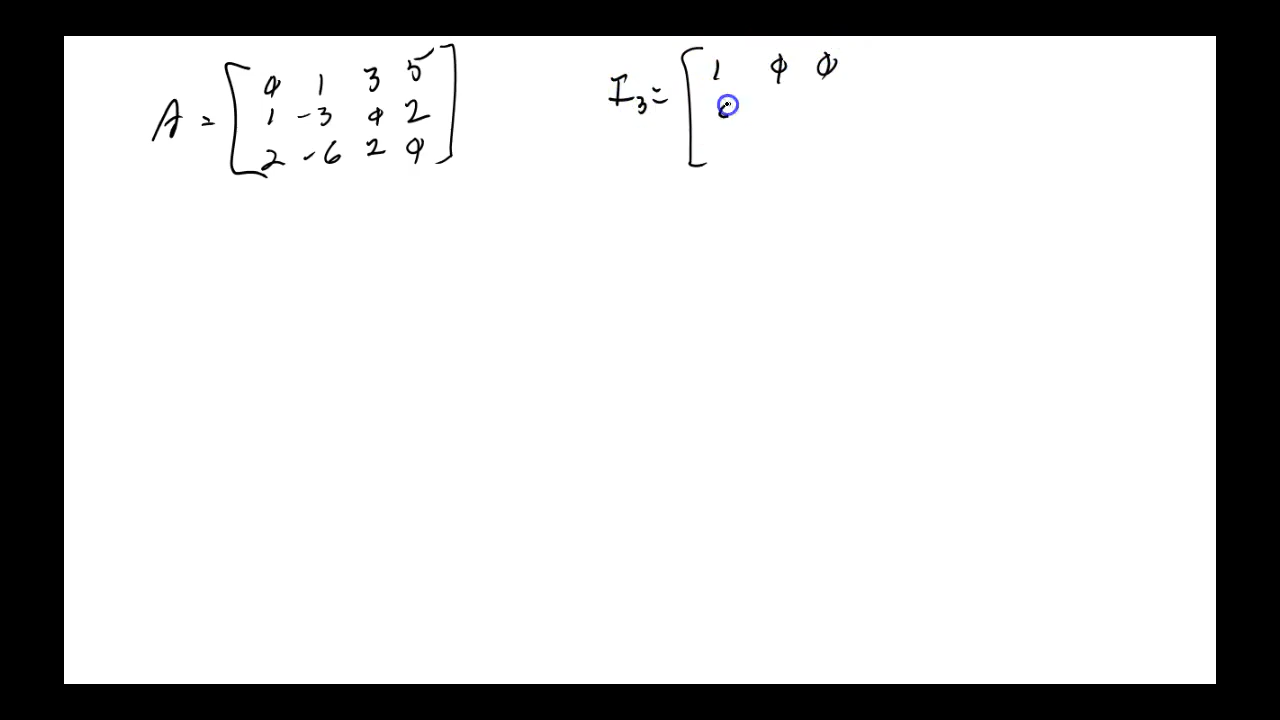 A = [ 0 1 3 5
1 -3 0 2
2 -6 2 0 ]
I₃ = [ 1 0 0